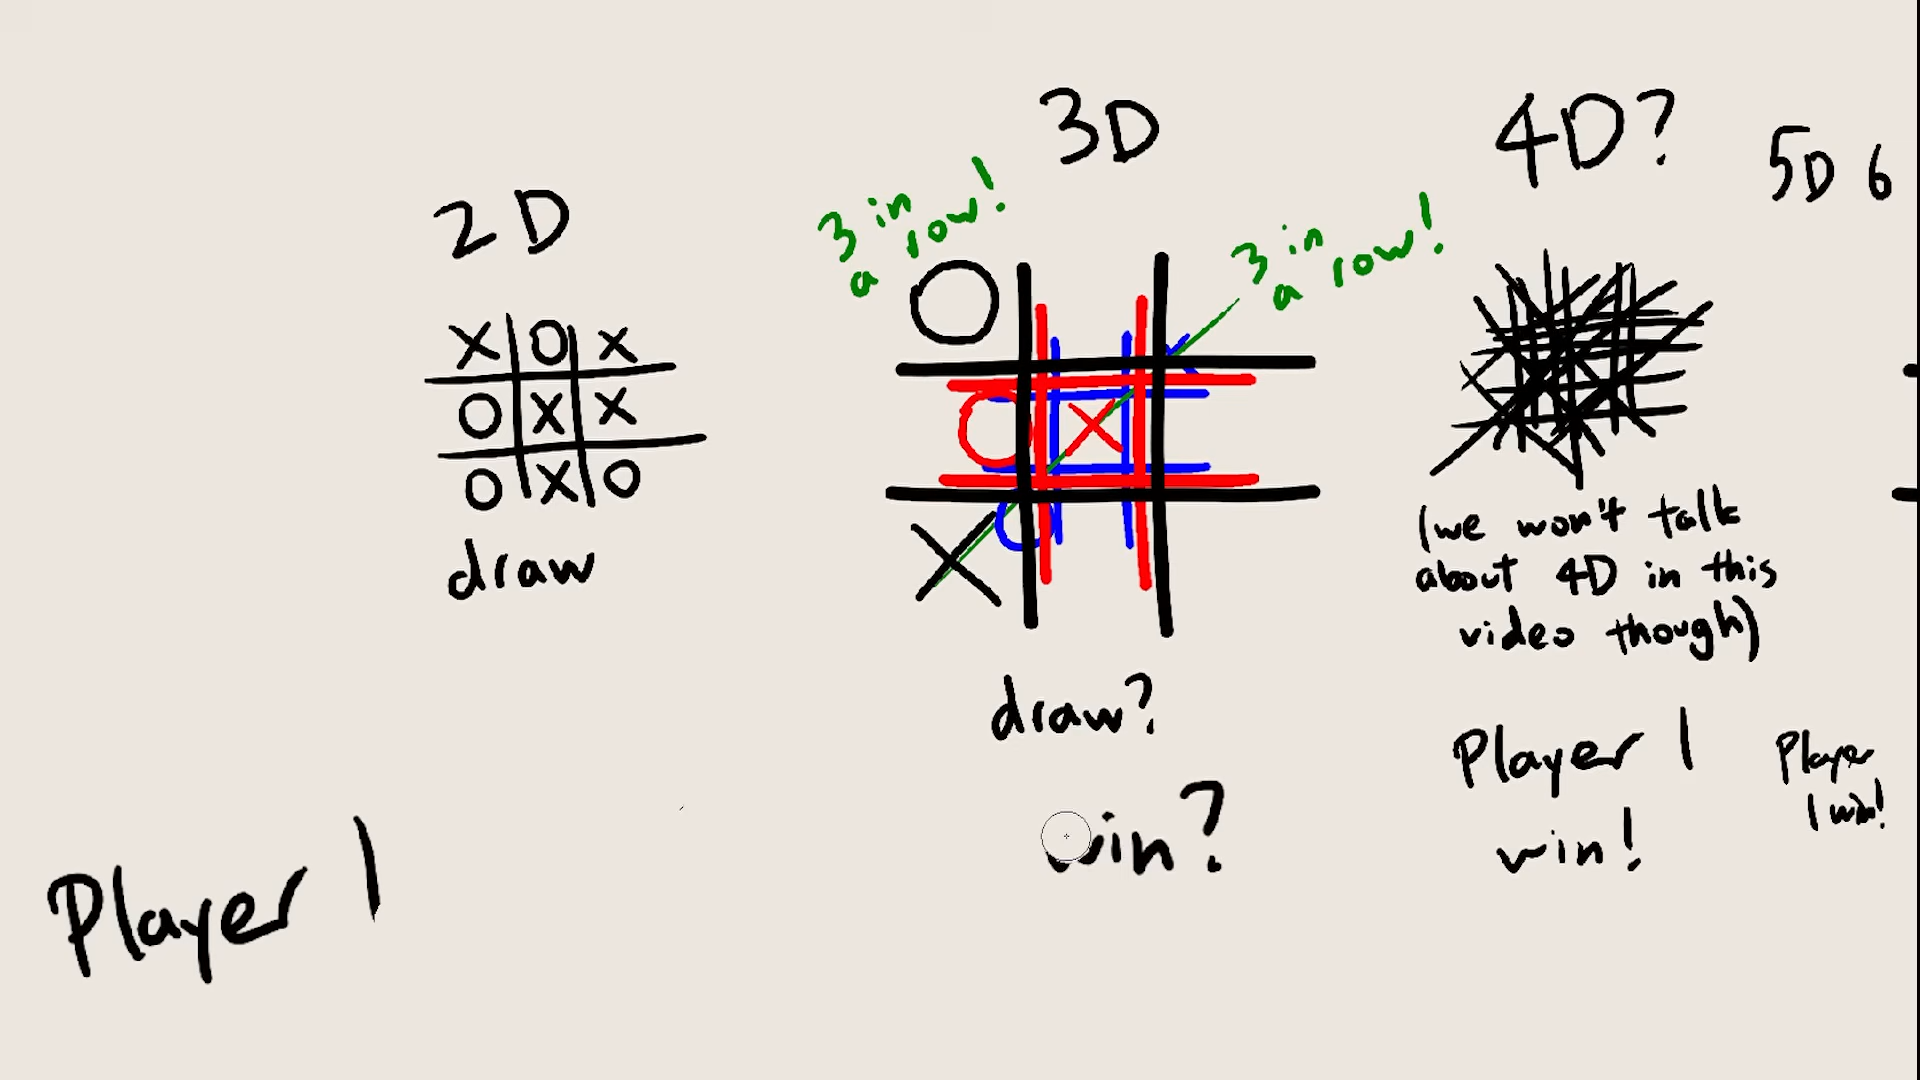 2D
X O X
O X X
O X O
draw
3D
3 in
a row!
3 in
a row!
O
O X
X O
draw?
win?
4D?
(we won't talk
about 4D in this
video though)
Player 1
win!
5D 6
Player
1 win!
Player 1